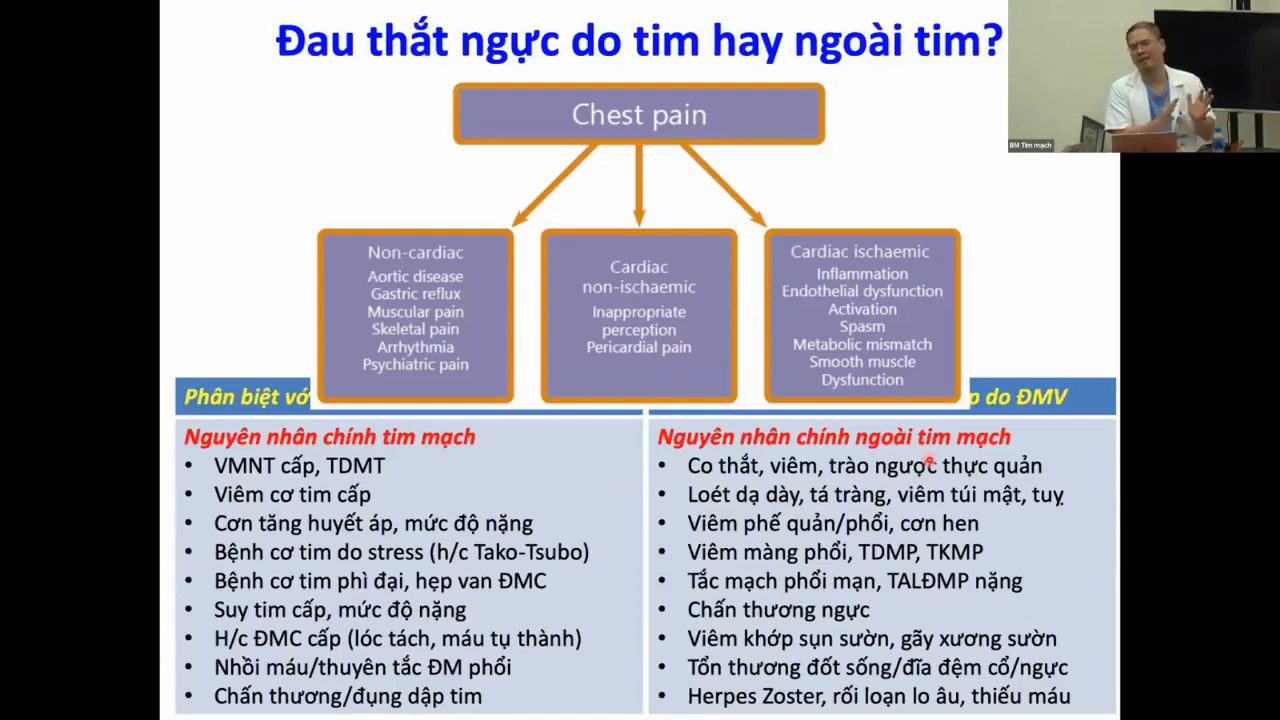 Đau thắt ngực do tim hay ngoài tim?
BM Tim mạch
Chest pain
Non-cardiac
Aortic disease
Gastric reflux
Muscular pain
Skeletal pain
Arrhythmia
Psychiatric pain
Cardiac
non-ischaemic
Inappropriate
perception
Pericardial pain
Cardiac ischaemic
Inflammation
Endothelial dysfunction
Activation
Spasm
Metabolic mismatch
Smooth muscle
Dysfunction
Phân biệt vớ
p do ĐMV
Nguyên nhân chính tim mạch
• VMNT cấp, TDMT
• Viêm cơ tim cấp
• Cơn tăng huyết áp, mức độ nặng
• Bệnh cơ tim do stress (h/c Tako-Tsubo)
• Bệnh cơ tim phì đại, hẹp van ĐMC
• Suy tim cấp, mức độ nặng
• H/c ĐMC cấp (lóc tách, máu tụ thành)
• Nhồi máu/thuyên tắc ĐM phổi
• Chấn thương/đụng dập tim
Nguyên nhân chính ngoài tim mạch
• Co thắt, viêm, trào ngược thực quản
• Loét dạ dày, tá tràng, viêm túi mật, tuỵ
• Viêm phế quản/phổi, cơn hen
• Viêm màng phổi, TDMP, TKMP
• Tắc mạch phổi mạn, TALĐMP nặng
• Chấn thương ngực
• Viêm khớp sụn sườn, gãy xương sườn
• Tổn thương đốt sống/đĩa đệm cổ/ngực
• Herpes Zoster, rối loạn lo âu, thiếu máu